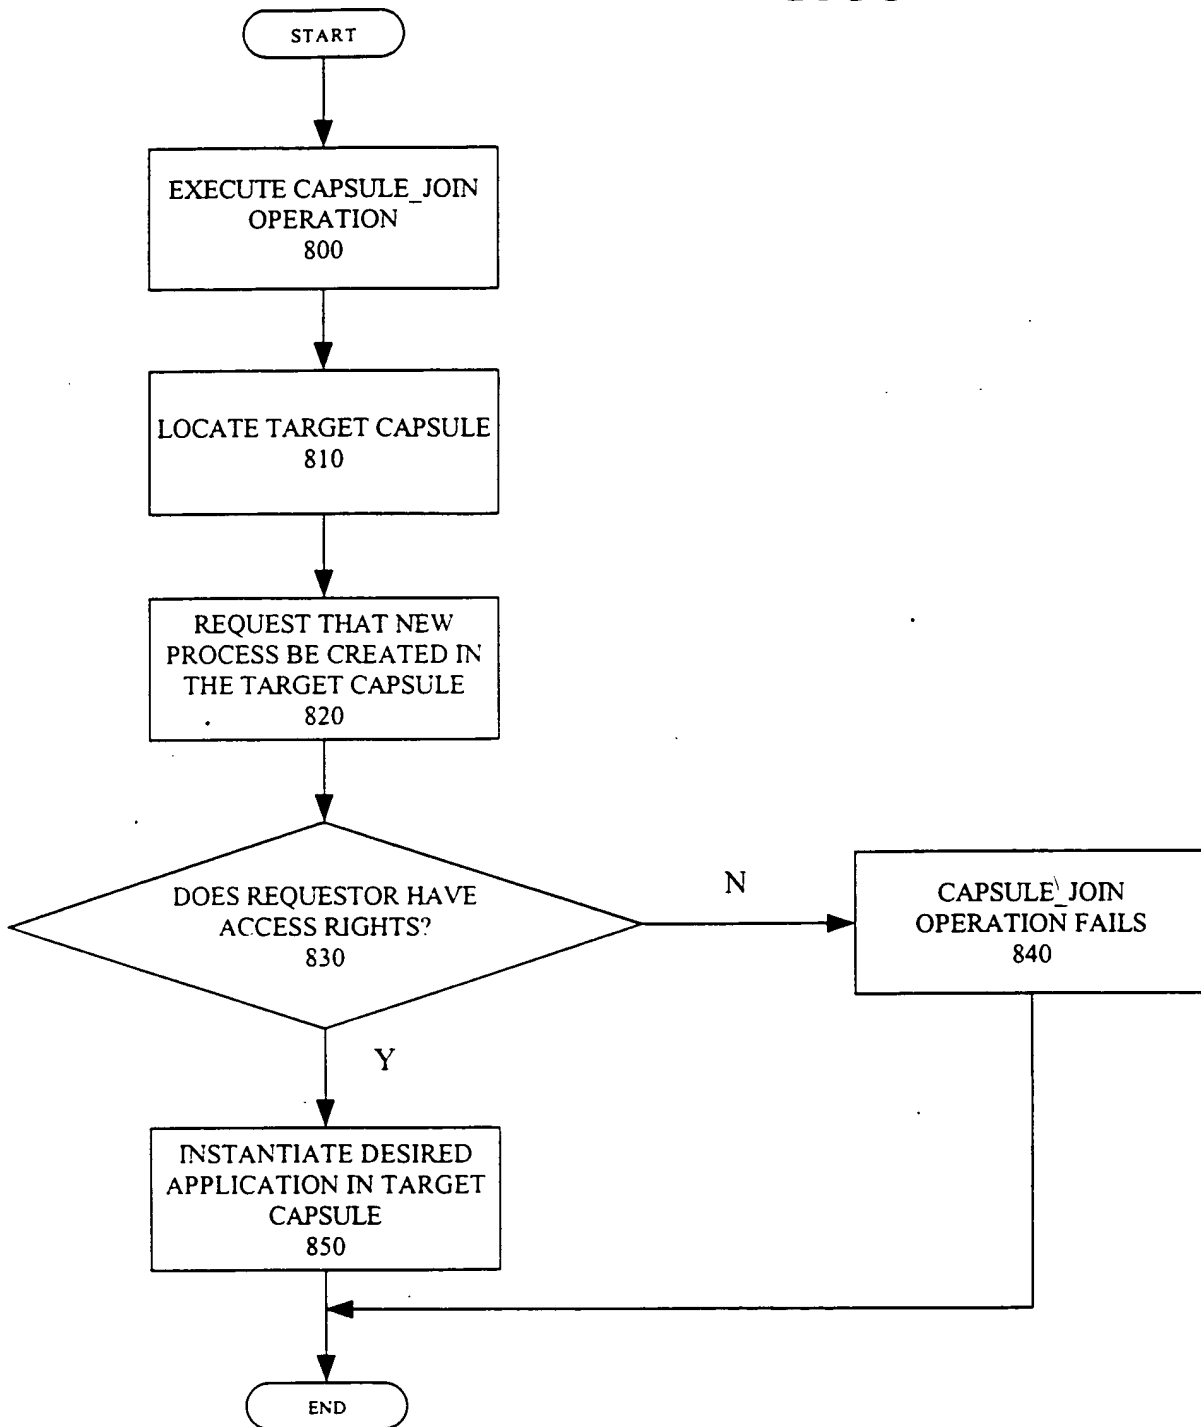 START
EXECUTE CAPSULE_JOIN
OPERATION
800
LOCATE TARGET CAPSULE
810
REQUEST THAT NEW
PROCESS BE CREATED IN
THE TARGET CAPSULE
820
DOES REQUESTOR HAVE
ACCESS RIGHTS?
830
N
CAPSULE_JOIN
OPERATION FAILS
840
Y
INSTANTIATE DESIRED
APPLICATION IN TARGET
CAPSULE
850
END